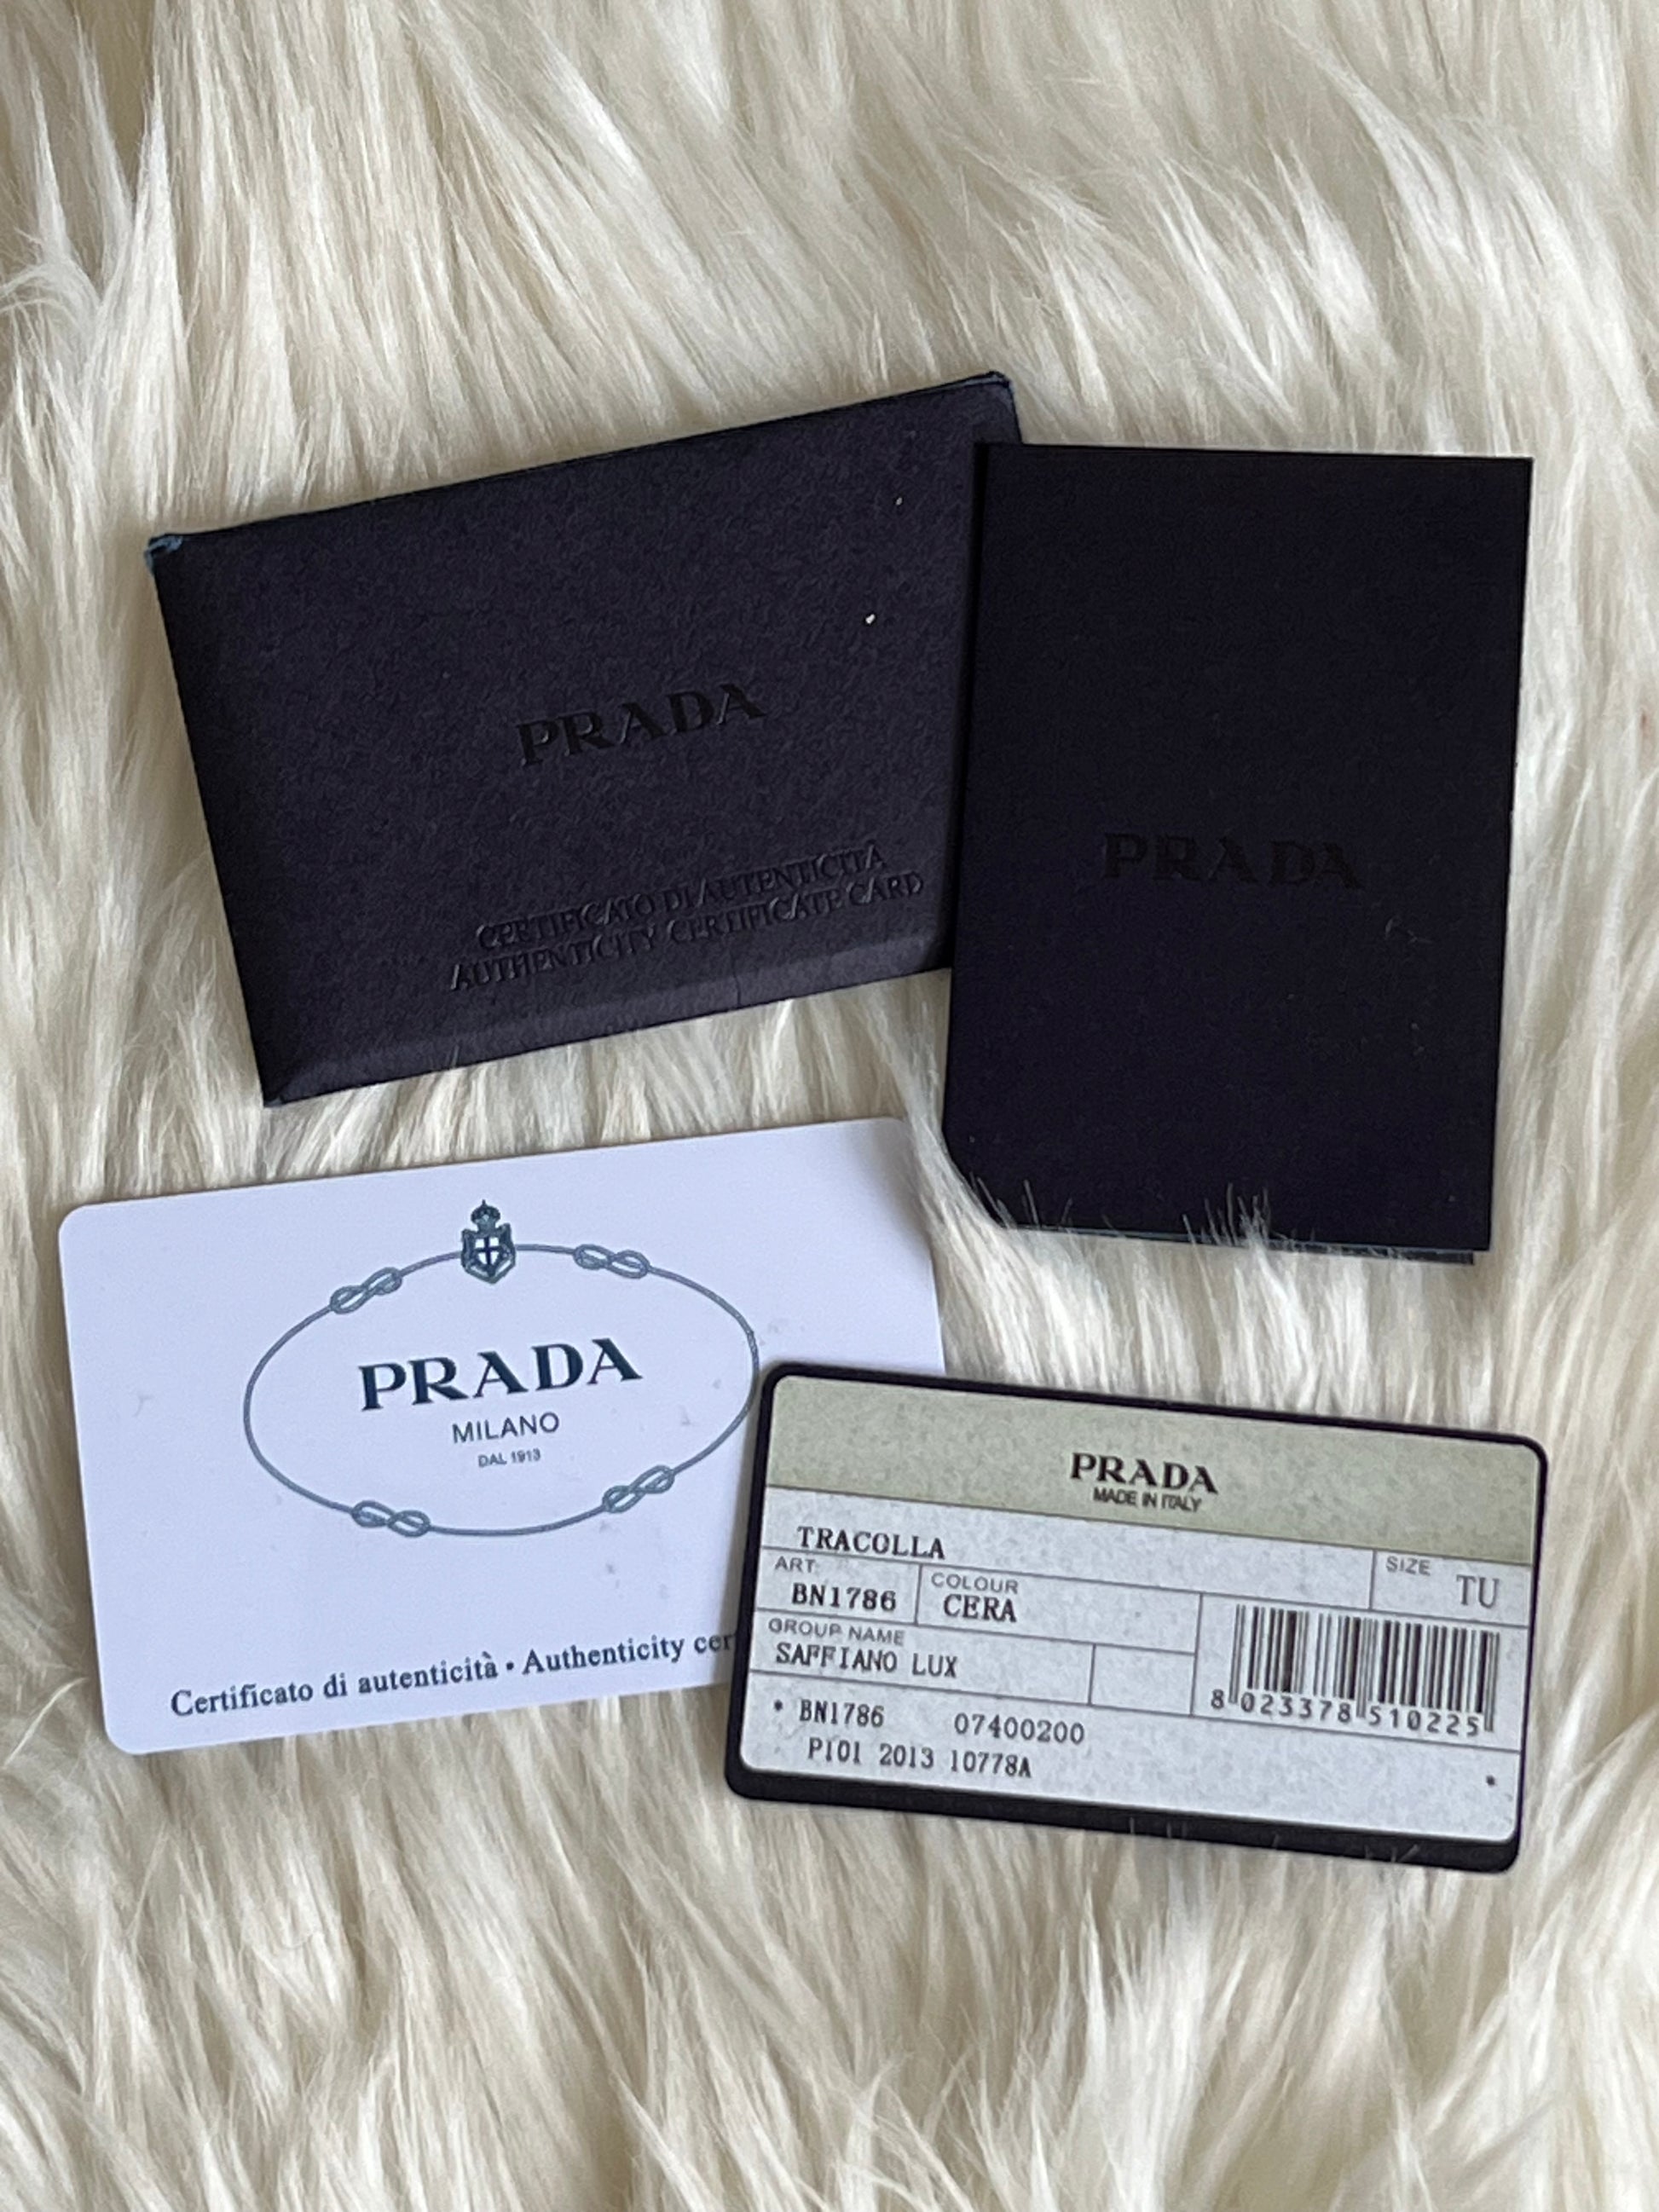 PRADA
CERTIFICATO DI AUTENTICITÀ
AUTHENTICITY CERTIFICATE CARD
PRADA
PRADA
MILANO
DAL 1913
Certificato di autenticità • Authenticity cer
PRADA
MADE IN ITALY
TRACOLLA
SIZE TU
ART. BN1786
COLOUR CERA
GROUP NAME
SAFFIANO LUX
8 023378 510225
* BN1786 07400200
P101 2013 10778A